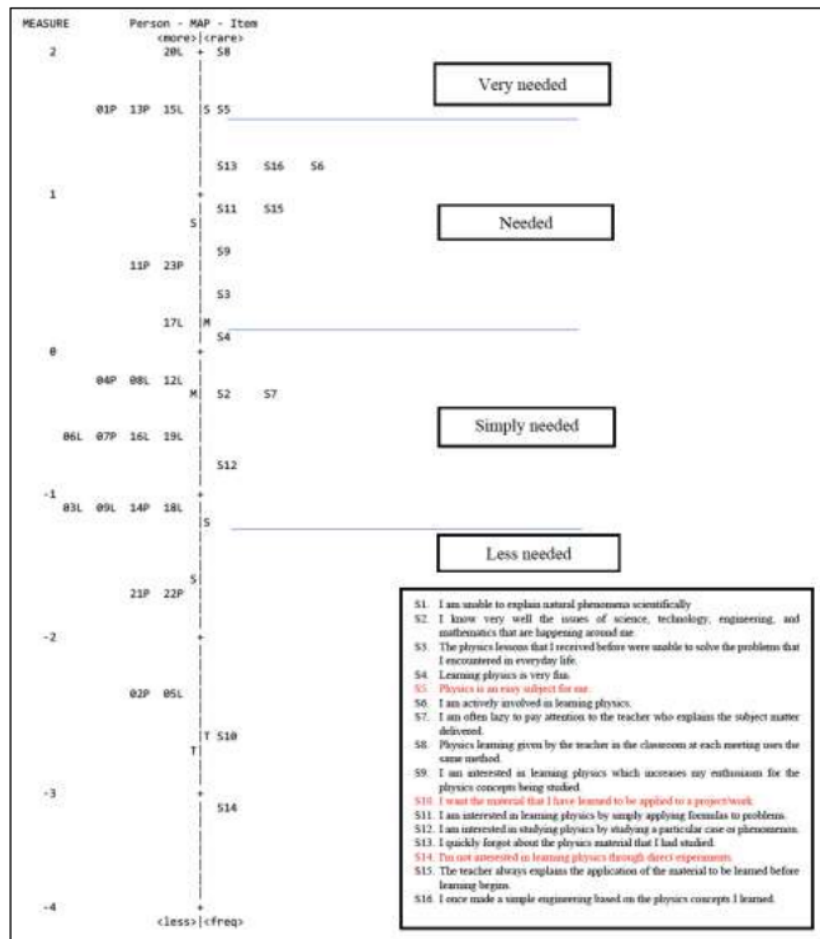 MEASURE Person - MAP - Item
<more>|<rare>
2 20L + S8
Very needed
01P 13P 15L |S S5
S13 S16 S6
1 +
S11 S15
S|
Needed
S9
11P 23P
S3
17L |M
S4
0 +
04P 08L 12L
M| S2 S7
06L 07P 16L 19L
Simply needed
S12
-1 +
03L 09L 14P 18L
|S
Less needed
S|
21P 22P
-2 +
02P 05L
|T S10
T|
-3 +
S14
-4 +
<less>|<freq>
S1. I am unable to explain natural phenomena scientifically
S2. I know very well the issues of science, technology, engineering, and
mathematics that are happening around me
S3. The physics lessons that I received before were unable to solve the problems that
I encountered in everyday life.
S4. Learning physics is very fun.
S5. Physics is an easy subject for me.
S6. I am actively involved in learning physics.
S7. I am often lazy to pay attention to the teacher who explains the subject matter
delivered.
S8. Physics learning given by the teacher in the classroom at each meeting uses the
same method.
S9. I am interested in learning physics which increases my enthusiasm for the
physics concepts being studied.
S10. I want the material that I have learned to be applied to a project/work
S11. I am interested in learning physics by simply applying formulas to problems.
S12. I am interested in studying physics by studying a particular case or phenomenon.
S13. I quickly forgot about the physics material that I had studied.
S14. I'm not interested in learning physics through direct experiments.
S15. The teacher always explains the application of the material to be learned before
learning begins.
S16. I once made a simple engineering based on the physics concepts I learned.